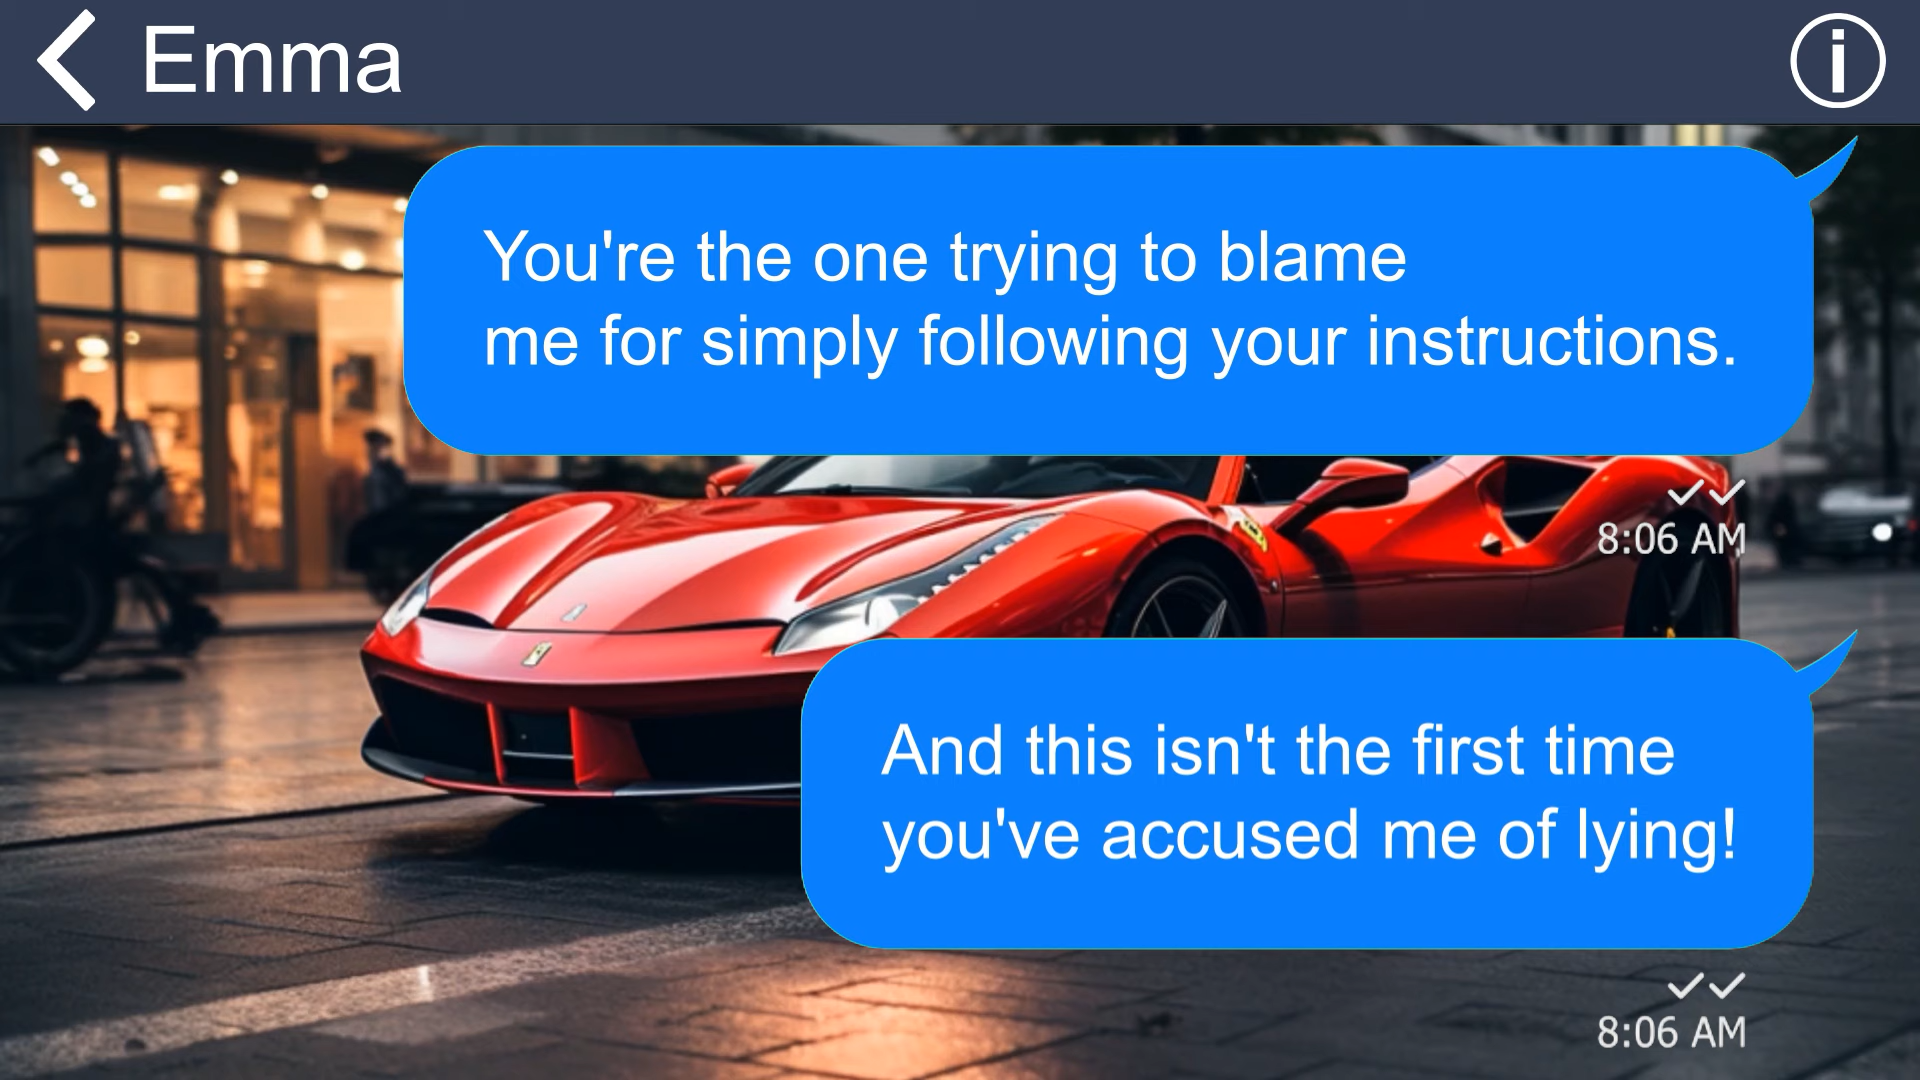 Emma
You're the one trying to blame
me for simply following your instructions.
8:06 AM
And this isn't the first time
you've accused me of lying!
8:06 AM